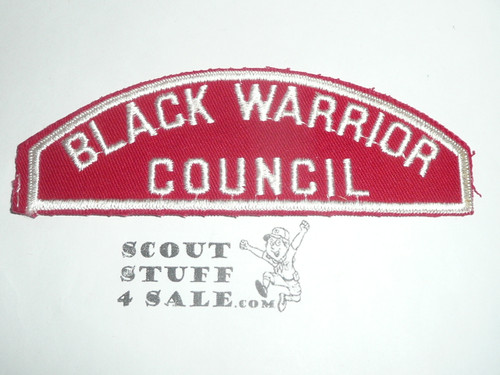 BLACK WARRIOR
COUNCIL
SCOUT
STUFF
4 SALE.COM